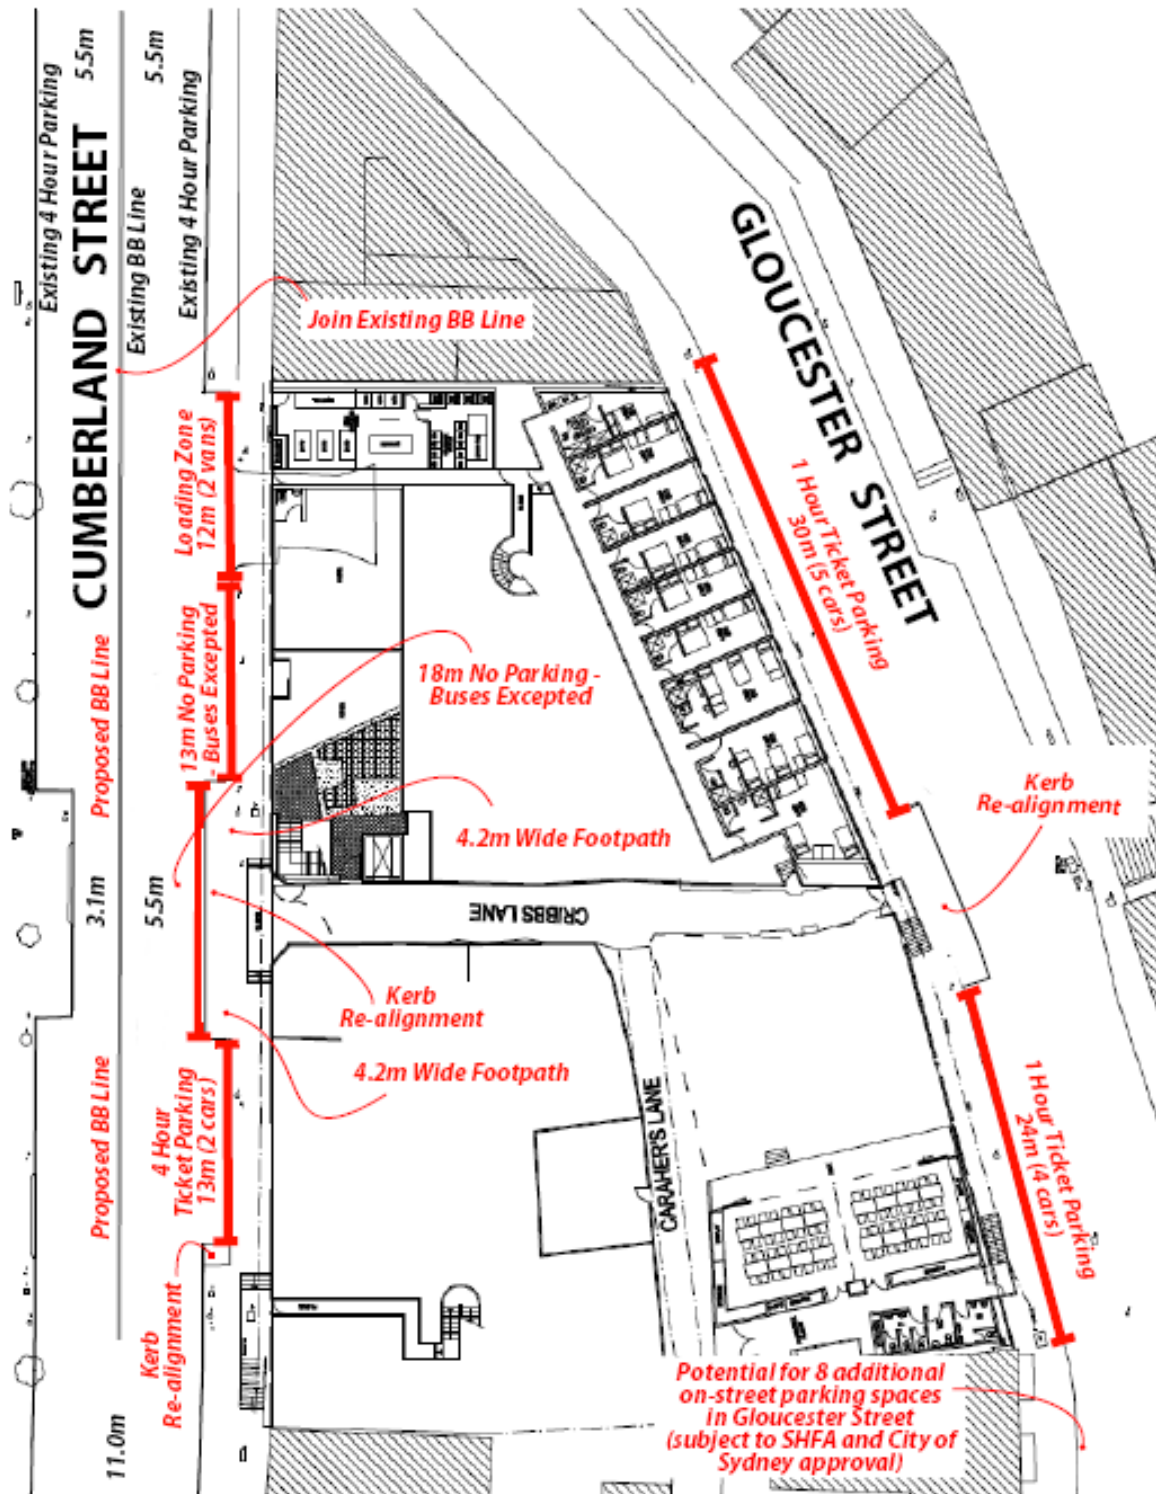 Existing 4 Hour Parking
5.5m
CUMBERLAND STREET
Existing BB Line
5.5m
Existing 4 Hour Parking
GLOUCESTER STREET
Join Existing BB Line
Loading Zone
12m (2 vans)
1 Hour Ticket Parking
30m (5 cars)
Proposed BB Line
13m No Parking
- Buses Excepted
18m No Parking -
Buses Excepted
4.2m Wide Footpath
Kerb
Re-alignment
3.1m
5.5m
CRIBBS LANE
Kerb
Re-alignment
4.2m Wide Footpath
Proposed BB Line
4 Hour
Ticket Parking
13m (2 cars)
CARAHER'S LANE
1 Hour Ticket Parking
24m (4 cars)
Kerb
Re-alignment
11.0m
Potential for 8 additional
on-street parking spaces
in Gloucester Street
(subject to SHFA and City of
Sydney approval)